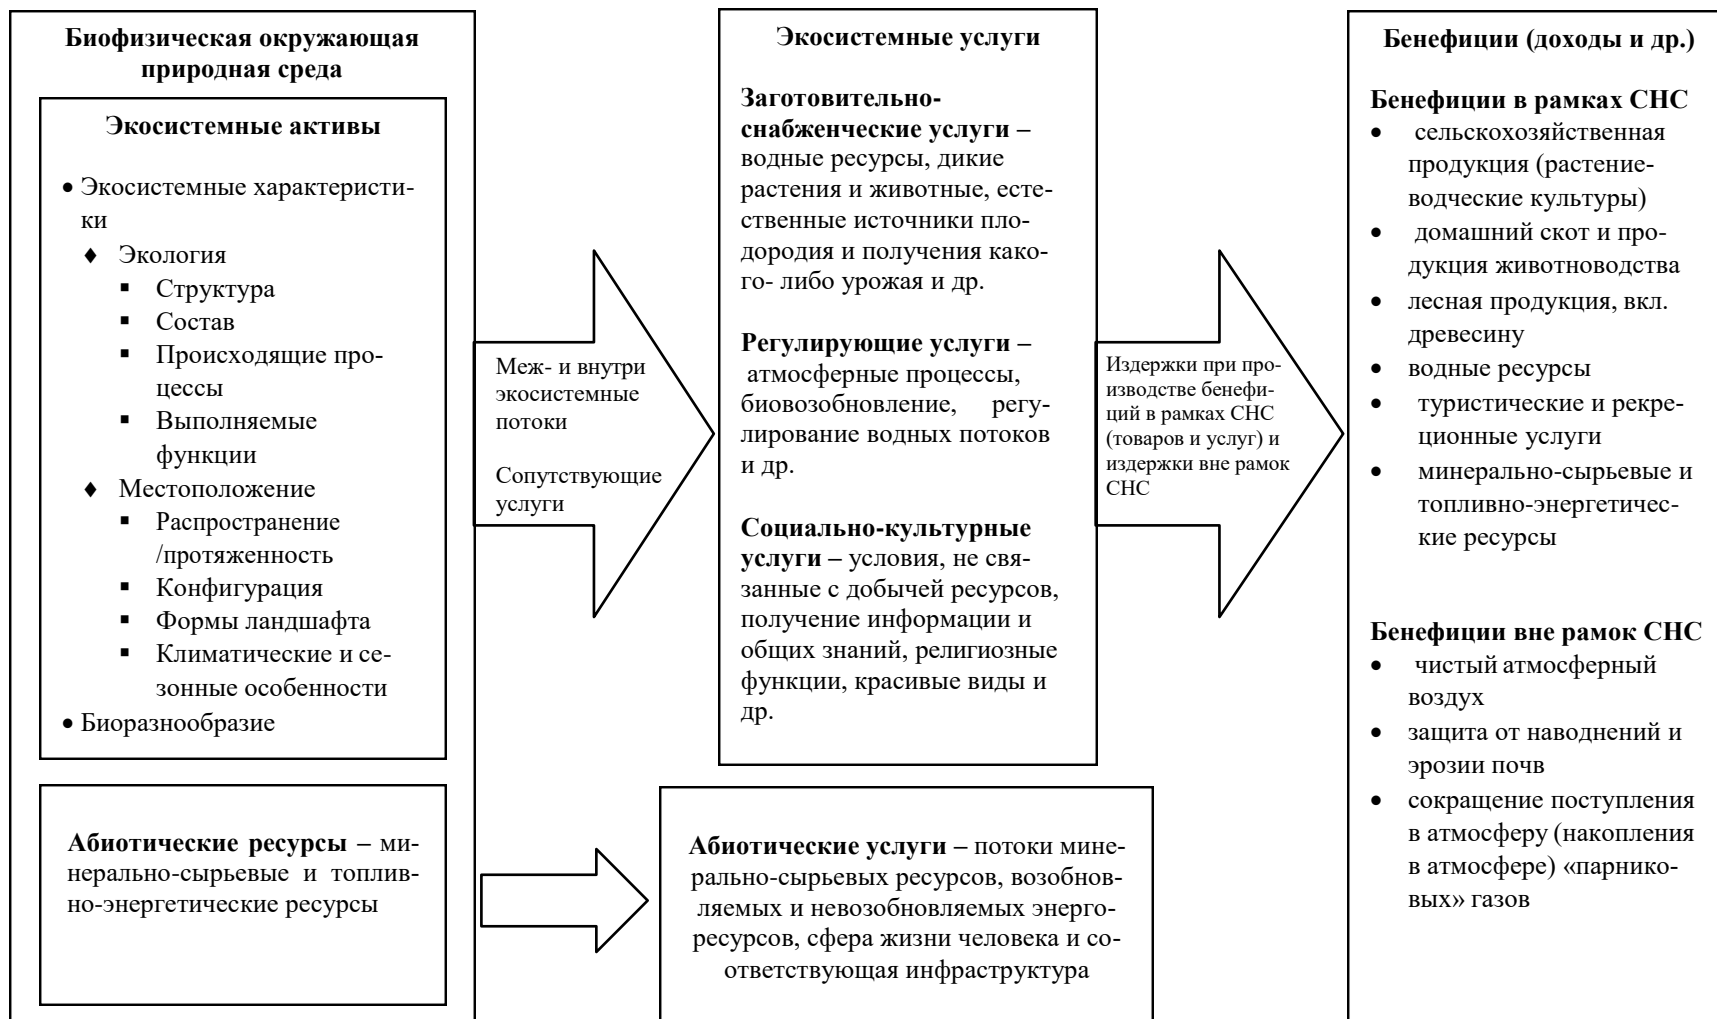 Биофизическая окружающая
природная среда
Экосистемные активы
• Экосистемные характеристи-
ки
♦ Экология
▪ Структура
▪ Состав
▪ Происходящие про-
цессы
▪ Выполняемые
функции
♦ Местоположение
▪ Распространение
/протяженность
▪ Конфигурация
▪ Формы ландшафта
▪ Климатические и се-
зонные особенности
• Биоразнообразие
Абиотические ресурсы – ми-
нерально-сырьевые и топлив-
но-энергетические ресурсы
Меж- и внутри
экосистемные
потоки
Сопутствующие
услуги
Экосистемные услуги
Заготовительно-
снабженческие услуги –
водные ресурсы, дикие
растения и животные, есте-
ственные источники пло-
дородия и получения како-
го- либо урожая и др.
Регулирующие услуги –
атмосферные процессы,
биовозобновление, регу-
лирование водных потоков
и др.
Социально-культурные
услуги – условия, не свя-
занные с добычей ресурсов,
получение информации и
общих знаний, религиозные
функции, красивые виды и
др.
Абиотические услуги – потоки мине-
рально-сырьевых ресурсов, возобнов-
ляемых и невозобновляемых энерго-
ресурсов, сфера жизни человека и со-
ответствующая инфраструктура
Издержки при про-
изводстве бенефи-
ций в рамках СНС
(товаров и услуг) и
издержки вне рамок
СНС
Бенефиции (доходы и др.)
Бенефиции в рамках СНС
• сельскохозяйственная
продукция (растение-
водческие культуры)
• домашний скот и про-
дукция животноводства
• лесная продукция, вкл.
древесину
• водные ресурсы
• туристические и рекре-
ционные услуги
• минерально-сырьевые и
топливно-энергетичес-
кие ресурсы
Бенефиции вне рамок СНС
• чистый атмосферный
воздух
• защита от наводнений и
эрозии почв
• сокращение поступления
в атмосферу (накопления
в атмосфере) «парнико-
вых» газов